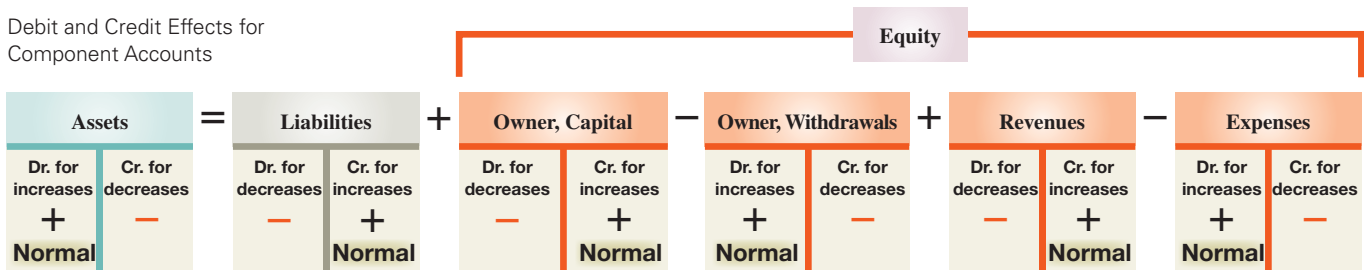 Debit and Credit Effects for
Component Accounts
Equity
Assets = Liabilities + Owner, Capital − Owner, Withdrawals + Revenues − Expenses
Dr. for Cr. for Dr. for Cr. for Dr. for Cr. for Dr. for Cr. for Dr. for Cr. for Dr. for Cr. for
increases decreases decreases increases decreases increases increases decreases decreases increases increases decreases
+ − − + − + + − − + + −
Normal Normal Normal Normal Normal Normal